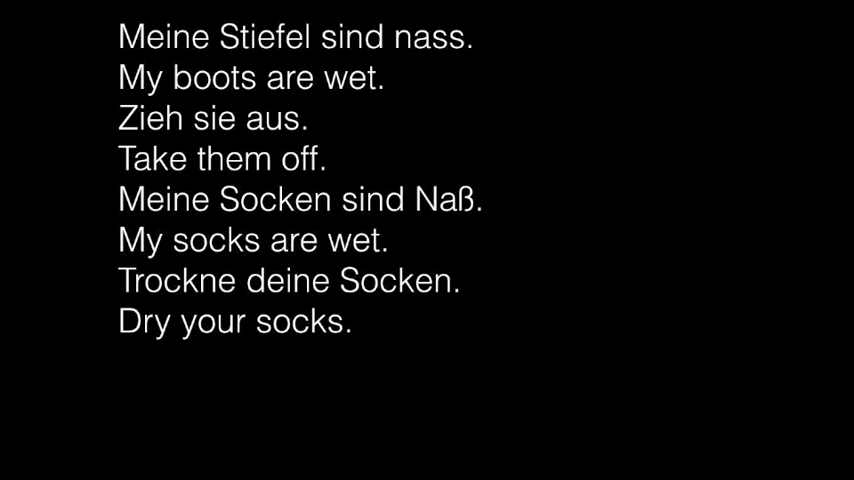 Meine Stiefel sind nass.
My boots are wet.
Zieh sie aus.
Take them off.
Meine Socken sind Naß.
My socks are wet.
Trockne deine Socken.
Dry your socks.